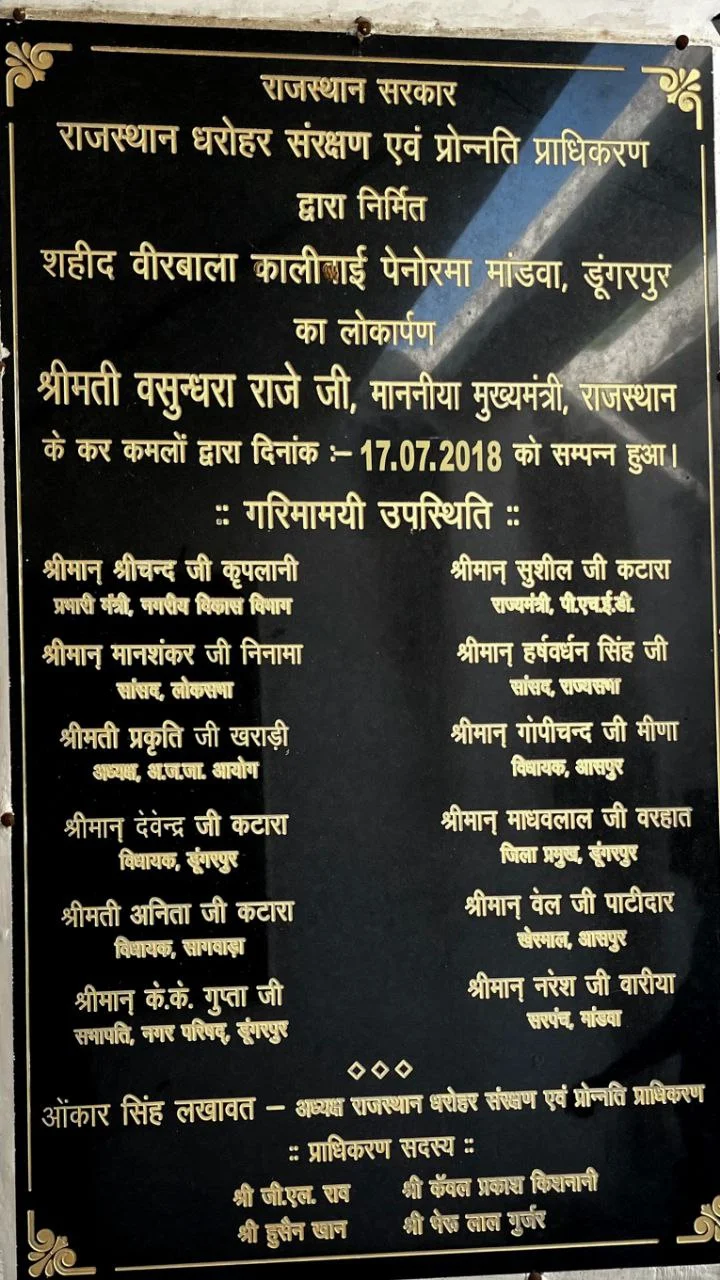 राजस्थान सरकार
राजस्थान धरोहर संरक्षण एवं प्रोन्नति प्राधिकरण
द्वारा निर्मित
शहीद वीरबाला कालीबाई पेनोरमा मांडवा, डूंगरपुर
का लोकार्पण
श्रीमती वसुन्धरा राजे जी, माननीया मुख्यमंत्री, राजस्थान
के कर कमलों द्वारा दिनांक :– 17.07.2018 को सम्पन्न हुआ।
:: गरिमामयी उपस्थिति ::
श्रीमान् श्रीचन्द जी कृपलानी
प्रभारी मंत्री, नगरीय विकास विभाग
श्रीमान् सुशील जी कटारा
राज्यमंत्री, पी.एच.ई.डी.
श्रीमान् मानशंकर जी निनामा
सांसद, लोकसभा
श्रीमान् हर्षवर्धन सिंह जी
सांसद, राज्यसभा
श्रीमती प्रकृति जी खराड़ी
अध्यक्ष, अ.ज.जा. आयोग
श्रीमान् गोपीचन्द जी मीणा
विधायक, आसपुर
श्रीमान् देवेन्द्र जी कटारा
विधायक, डूंगरपुर
श्रीमान् माधवलाल जी वरहात
जिला प्रमुख, डूंगरपुर
श्रीमती अनिता जी कटारा
विधायक, सागवाड़ा
श्रीमान् वेल जी पाटीदार
खेरमाल, आसपुर
श्रीमान् के.के. गुप्ता जी
सभापति, नगर परिषद्, डूंगरपुर
श्रीमान् नरेश जी वारीया
सरपंच, मांडवा
ओंकार सिंह लखावत – अध्यक्ष राजस्थान धरोहर संरक्षण एवं प्रोन्नति प्राधिकरण
:: प्राधिकरण सदस्य ::
श्री जी.एल. राव
श्री कॅवल प्रकाश किशनानी
श्री हुसैन खान
श्री भेरू लाल गुर्जर